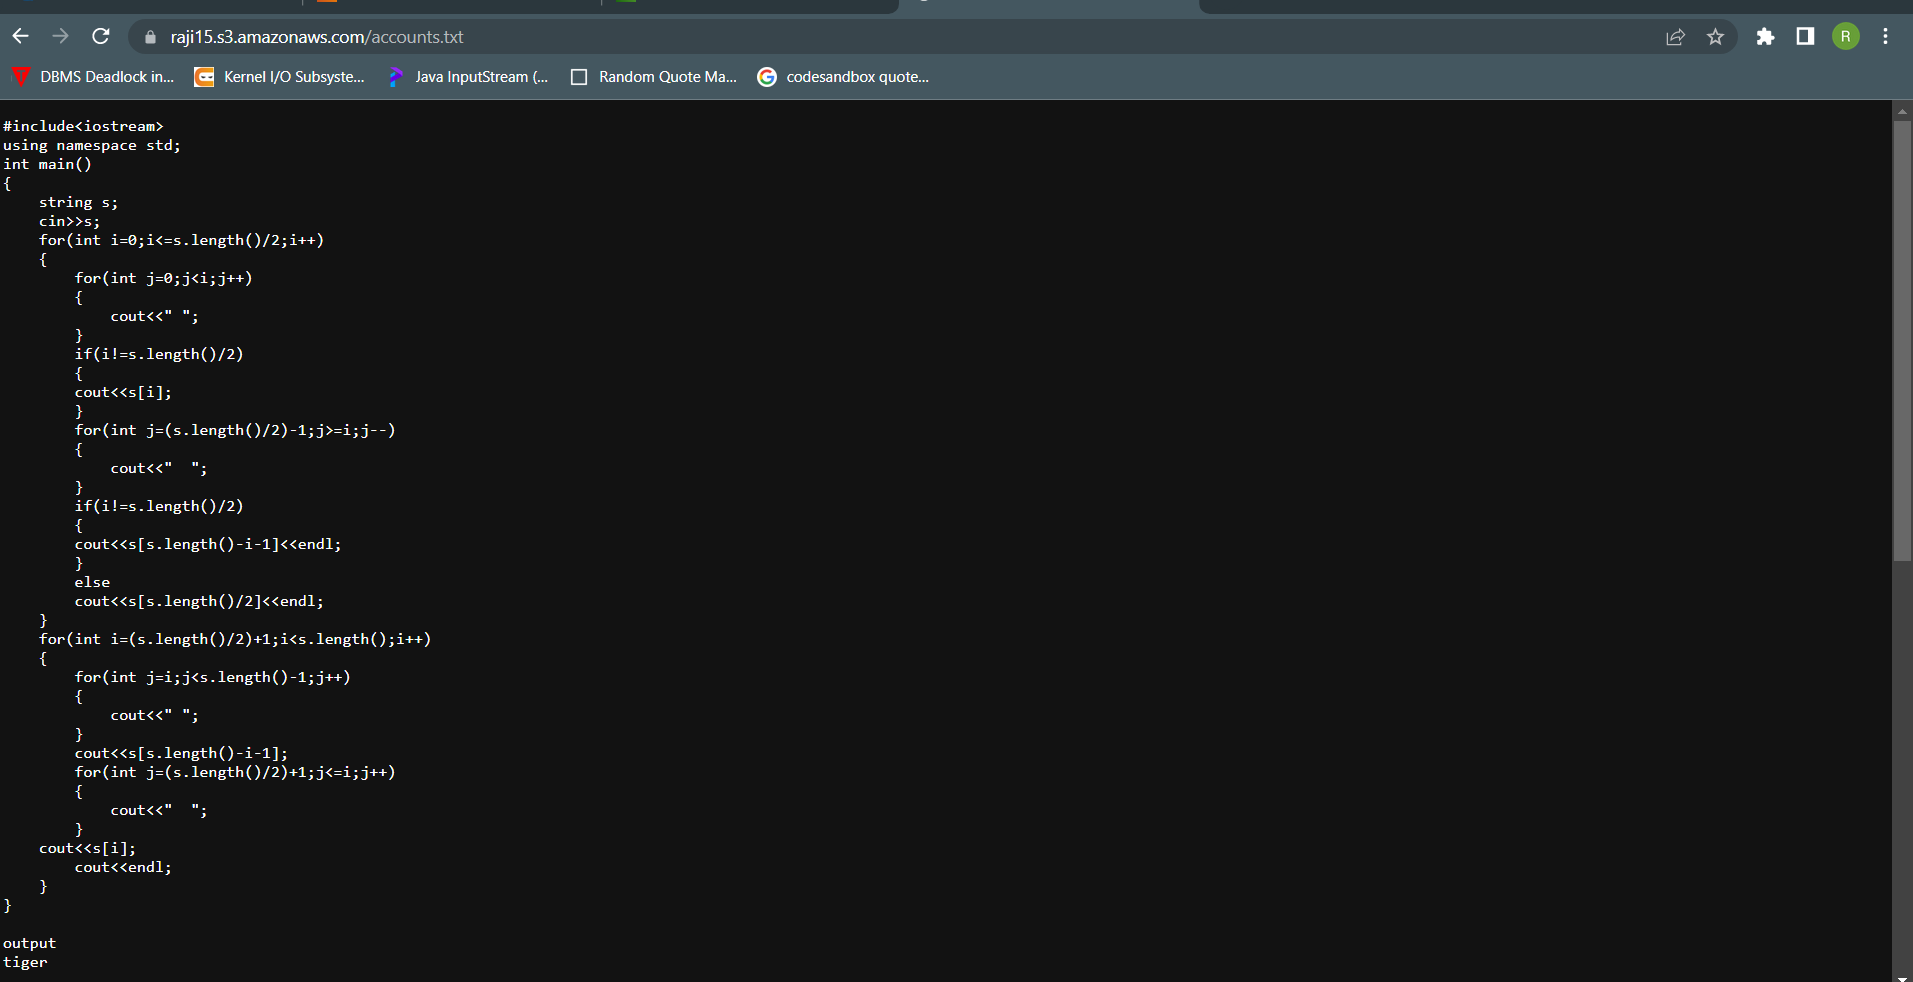 raji15.s3.amazonaws.com/accounts.txt
R
DBMS Deadlock in...
Kernel I/O Subsyste...
Java InputStream (...
Random Quote Ma...
codesandbox quote...
#include<iostream>
using namespace std;
int main()
{
    string s;
    cin>>s;
    for(int i=0;i<=s.length()/2;i++)
    {
        for(int j=0;j<i;j++)
        {
            cout<<" ";
        }
        if(i!=s.length()/2)
        {
        cout<<s[i];
        }
        for(int j=(s.length()/2)-1;j>=i;j--)
        {
            cout<<"  ";
        }
        if(i!=s.length()/2)
        {
        cout<<s[s.length()-i-1]<<endl;
        }
        else
        cout<<s[s.length()/2]<<endl;
    }
    for(int i=(s.length()/2)+1;i<s.length();i++)
    {
        for(int j=i;j<s.length()-1;j++)
        {
            cout<<" ";
        }
        cout<<s[s.length()-i-1];
        for(int j=(s.length()/2)+1;j<=i;j++)
        {
            cout<<"  ";
        }
    cout<<s[i];
        cout<<endl;
    }
}

output
tiger